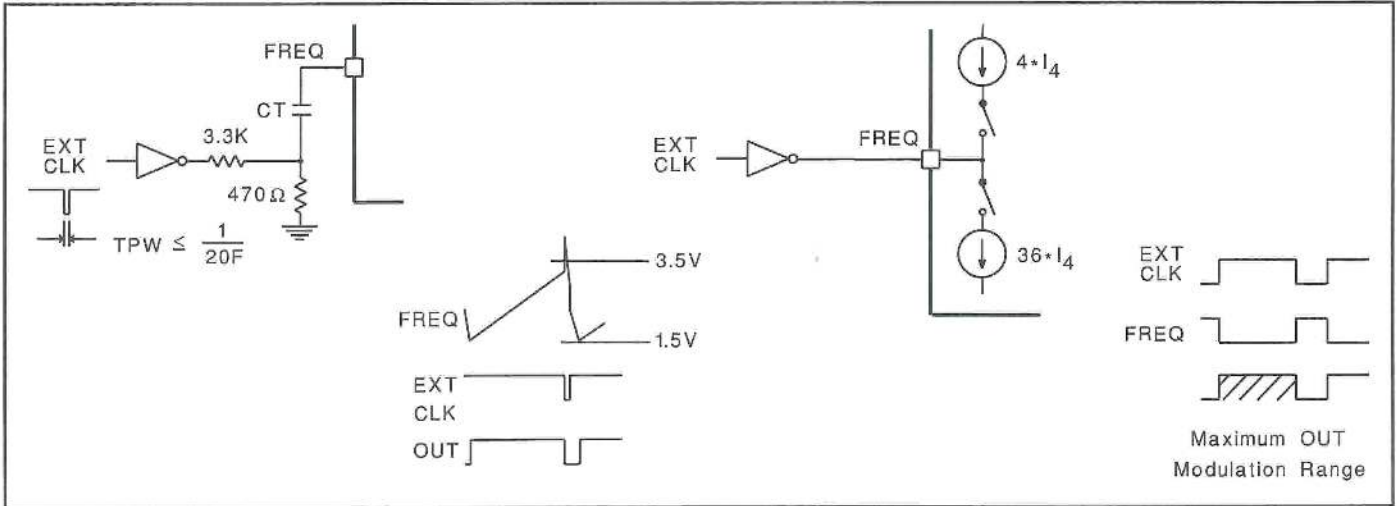 FREQ
CT
EXT
CLK
3.3K
470Ω
TPW ≤ 1/20F
FREQ
3.5V
1.5V
EXT
CLK
OUT
EXT
CLK
FREQ
4*I₄
36*I₄
EXT
CLK
FREQ
Maximum OUT
Modulation Range